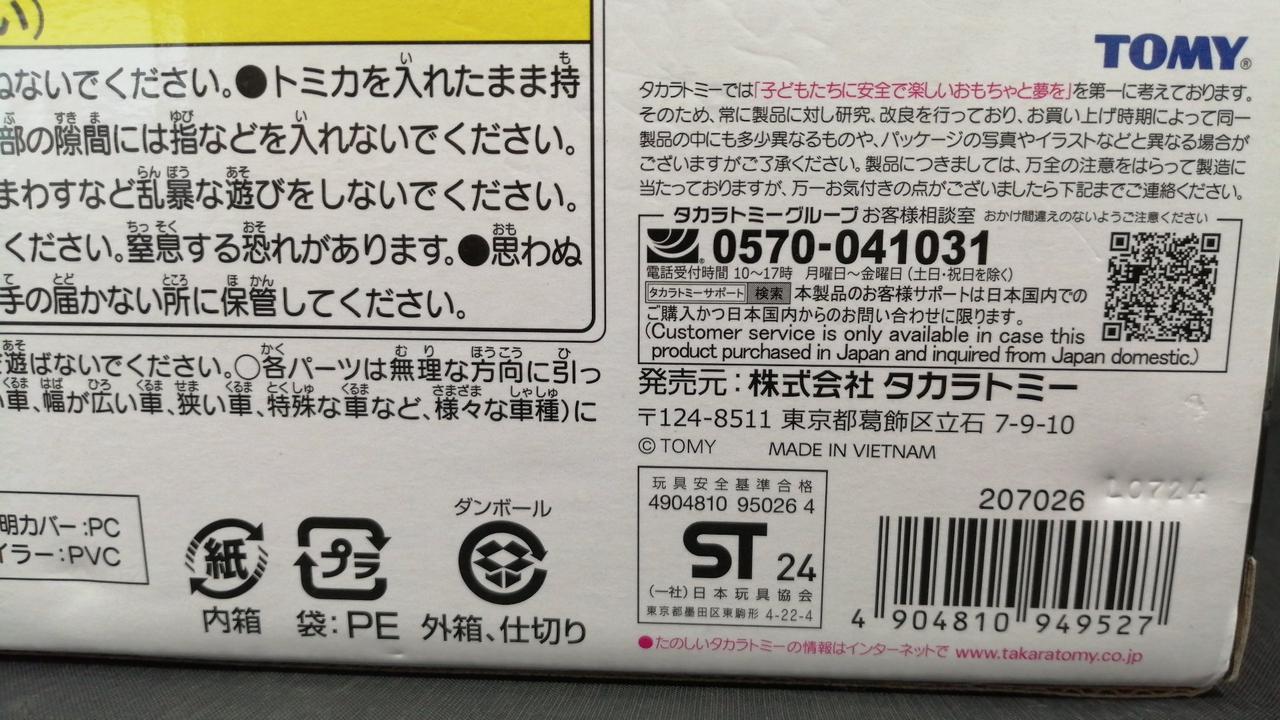 い)
ねないでください。●トミカを入れたまま持
部の隙間には指などを入れないでください。
まわすなど乱暴な遊びをしないでください。
ください。窒息する恐れがあります。●思わぬ
手の届かない所に保管してください。
遊ばないでください。○各パーツは無理な方向に引っ
い車、幅が広い車、狭い車、特殊な車など、様々な車種)に
明カバー:PC
イラー:PVC
紙
内箱
プラ
袋:PE
ダンボール
外箱、仕切り
TOMY®
タカラトミーでは「子どもたちに安全で楽しいおもちゃと夢を」を第一に考えております。
そのため、常に製品に対し研究、改良を行っており、お買い上げ時期によって同一
製品の中にも多少異なるものや、パッケージの写真やイラストなどと異なる場合が
ございますがご了承ください。製品につきましては、万全の注意をはらって製造に
当たっておりますが、万一お気付きの点がございましたら下記までご連絡ください。
タカラトミーグループ お客様相談室 おかけ間違えのないようご注意ください
0570-041031
電話受付時間 10〜17時 月曜日〜金曜日(土日・祝日を除く)
タカラトミーサポート 検索 本製品のお客様サポートは日本国内での
ご購入かつ日本国内からのお問い合わせに限ります。
(Customer service is only available in case this
product purchased in Japan and inquired from Japan domestic.)
発売元:株式会社 タカラトミー
〒124-8511 東京都葛飾区立石 7-9-10
© TOMY MADE IN VIETNAM
玩具安全基準合格
4904810 95026 4
ST 24
(一社)日本玩具協会
東京都墨田区東駒形 4-22-4
207026 L0724
4 904810 949527
●たのしいタカラトミーの情報はインターネットで www.takaratomy.co.jp